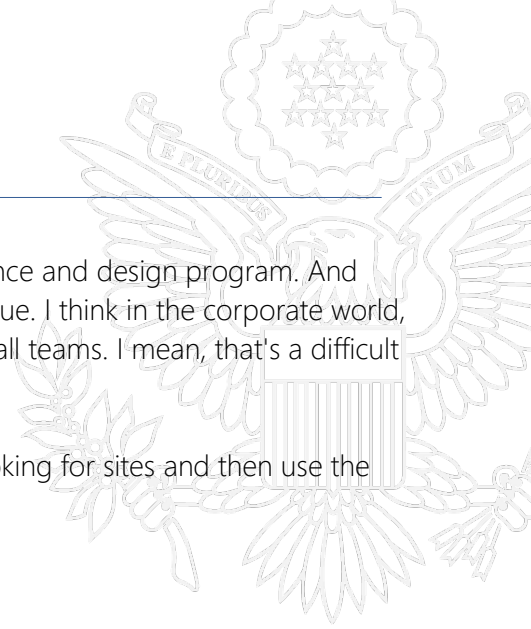 E PLURIBUS
UNUM
nce and design program. And
ue. I think in the corporate world,
all teams. I mean, that's a difficult
oking for sites and then use the